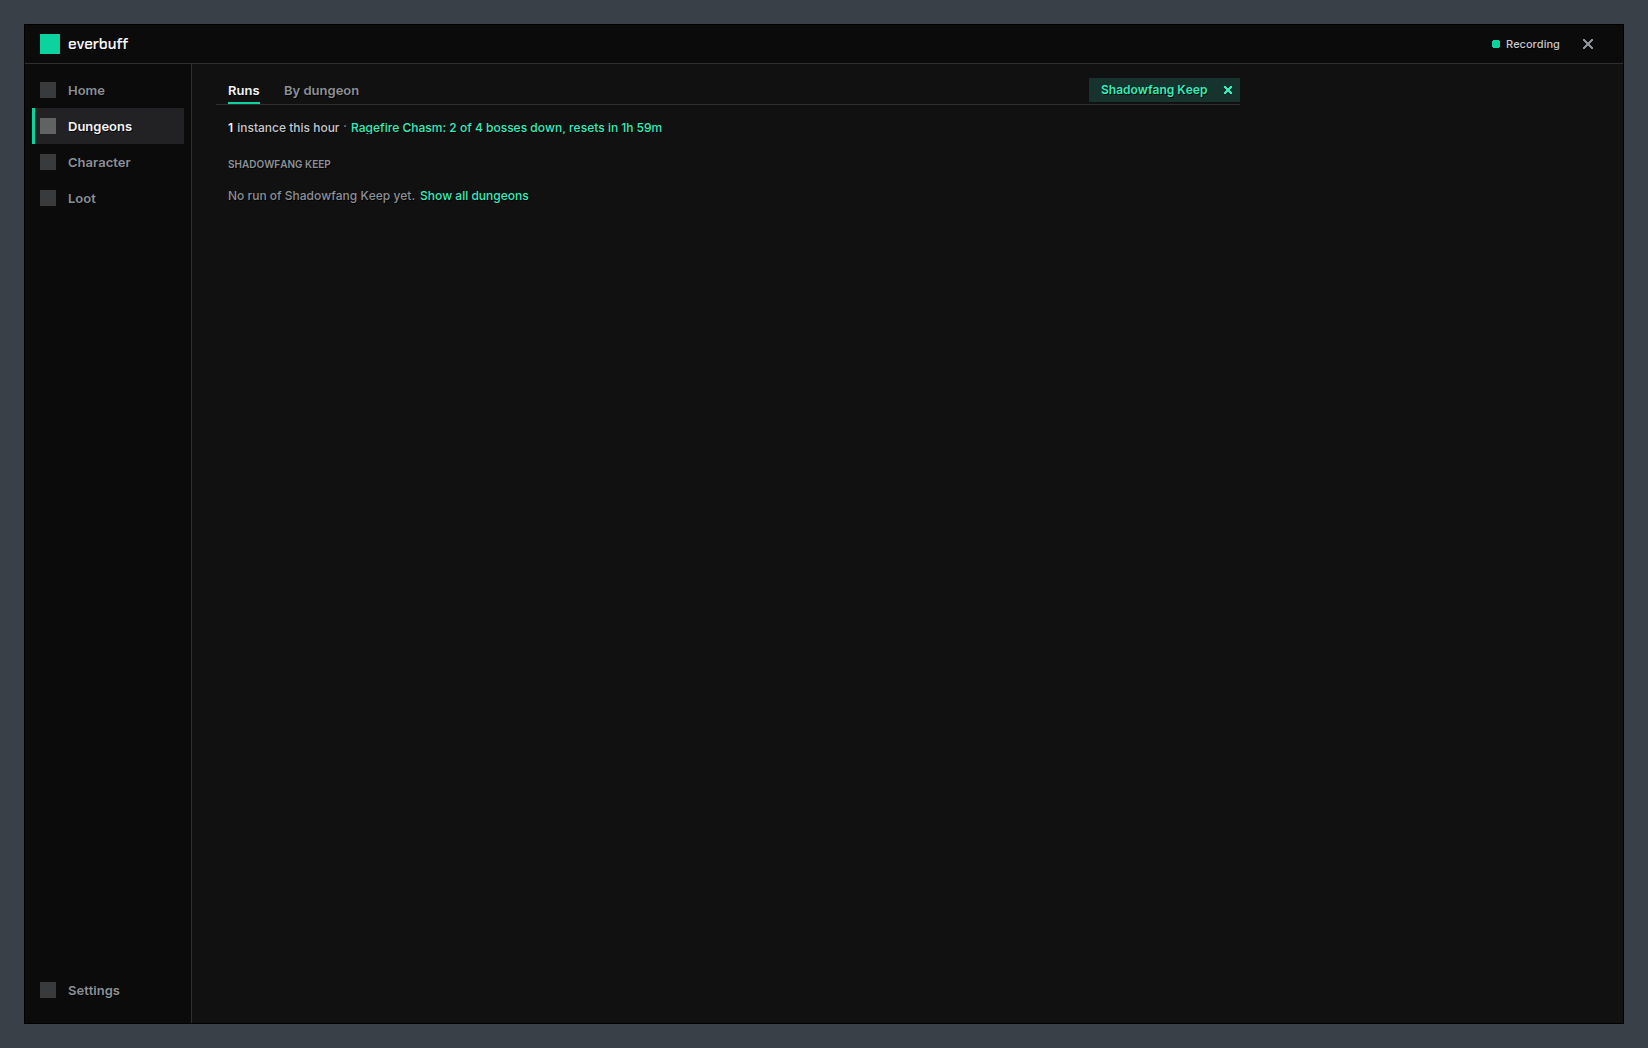 everbuff
Recording
Home
Dungeons
Character
Loot
Settings
Runs
By dungeon
Shadowfang Keep
1 instance this hour · Ragefire Chasm: 2 of 4 bosses down, resets in 1h 59m
SHADOWFANG KEEP
No run of Shadowfang Keep yet. Show all dungeons